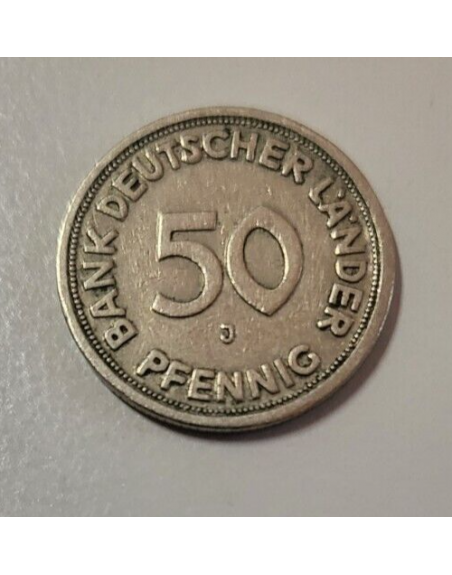 BANK DEUTSCHER LÄNDER
50
J
PFENNIG